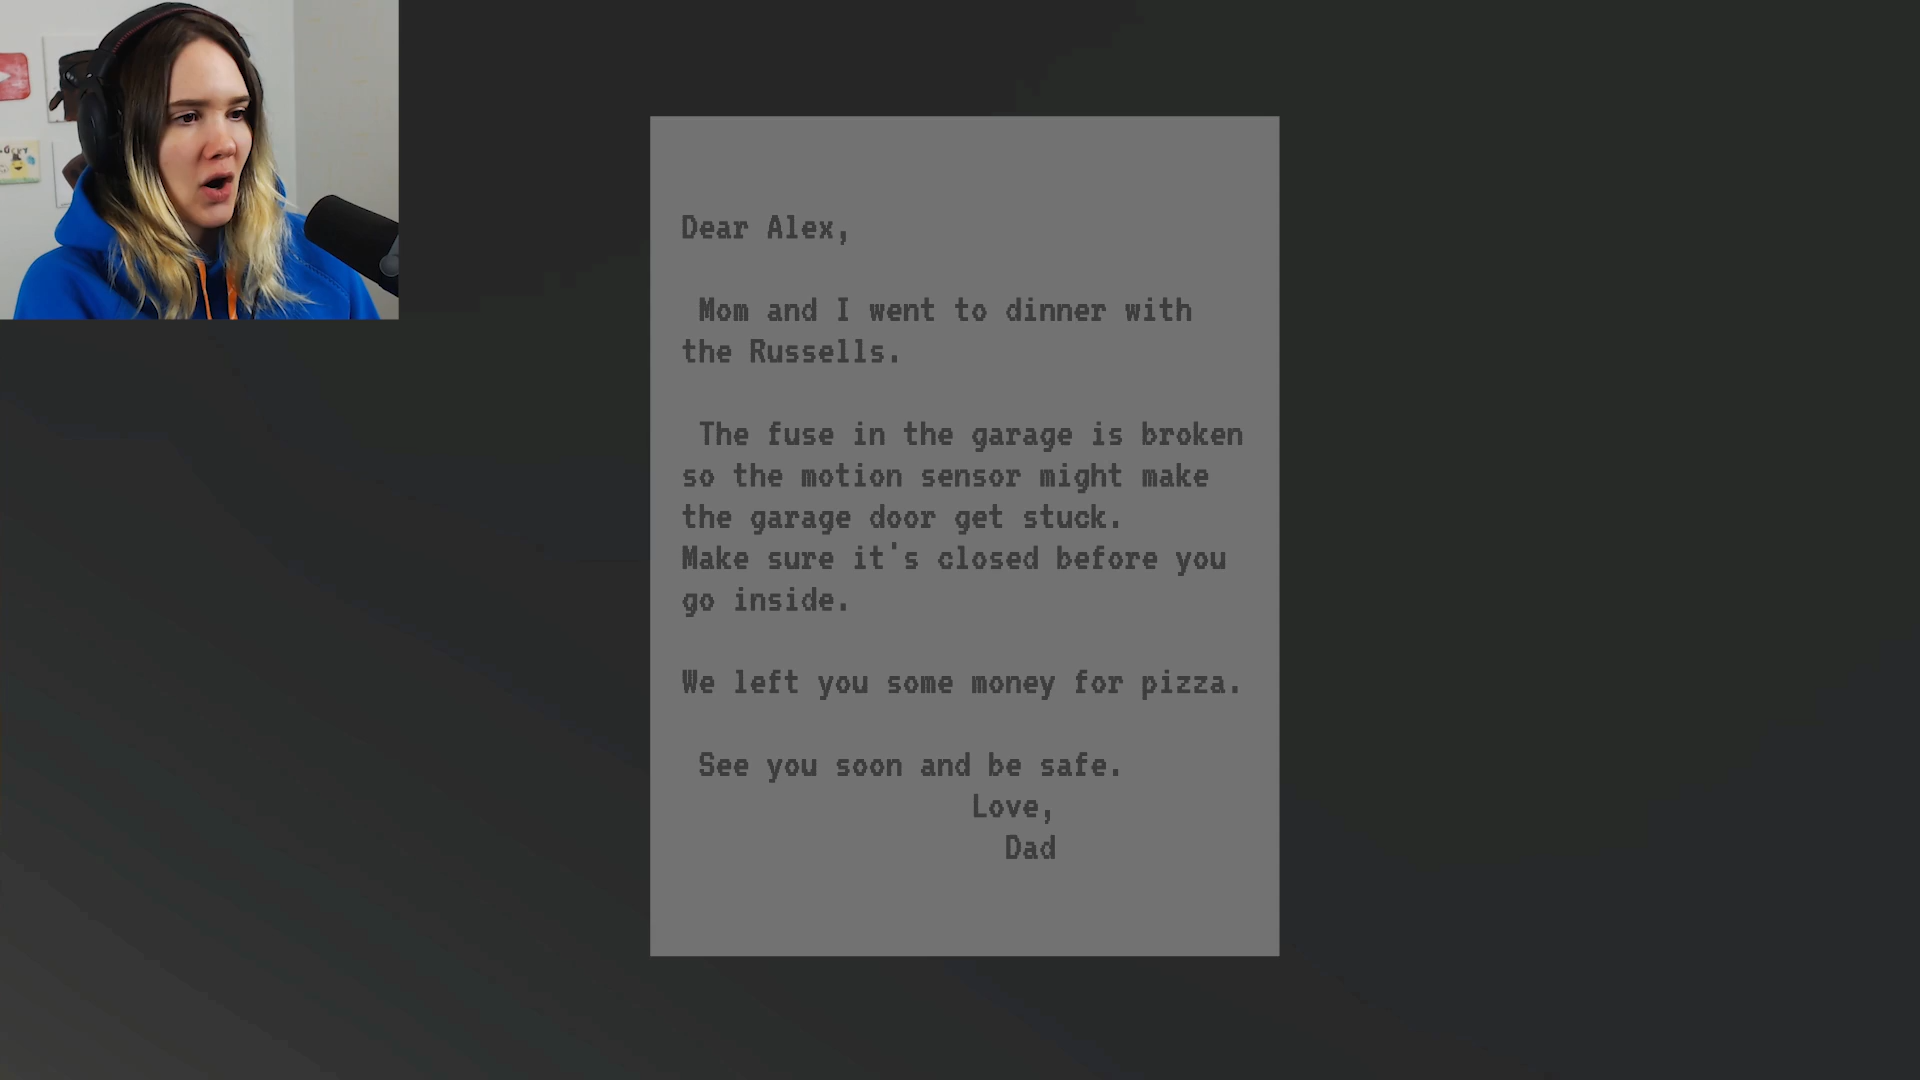 Dear Alex,
Mom and I went to dinner with
the Russells.
The fuse in the garage is broken
so the motion sensor might make
the garage door get stuck.
Make sure it's closed before you
go inside.
We left you some money for pizza.
See you soon and be safe.
Love,
Dad